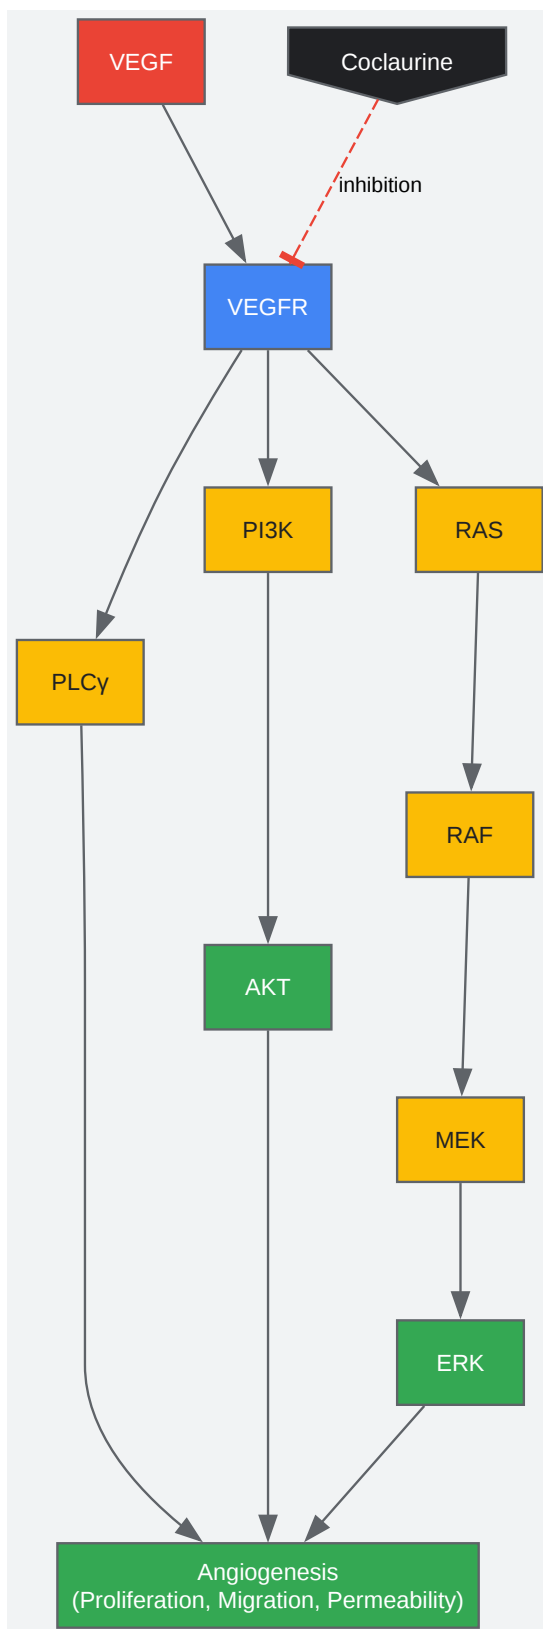 VEGF
Coclaurine
inhibition
VEGFR
PI3K
RAS
PLCγ
RAF
AKT
MEK
ERK
Angiogenesis
(Proliferation, Migration, Permeability)